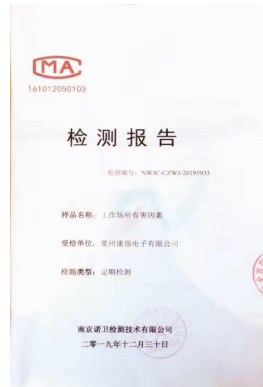 MA
161012050103
检测报告
检测编号：NWJC-CZWJ-20195933
样品名称：工作场所有害因素
受检单位：常州康强电子有限公司
检测类型：定期检测
南京诺卫检测技术有限公司
二零一九年十二月三十日